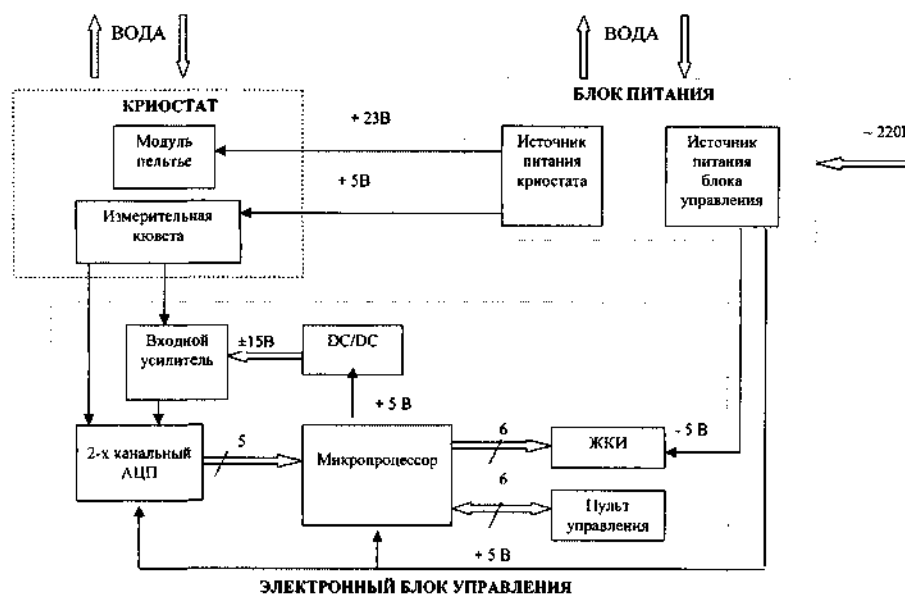 ВОДА
ВОДА
КРИОСТАТ
БЛОК ПИТАНИЯ
Модуль
пельтье
+ 23В
Источник
питания
криостата
Источник
питания
блока
управления
~ 220В
+ 5В
Измерительная
кювета
Входной
усилитель
±15В
DC/DC
+ 5 В
2-х канальный
АЦП
5
Микропроцессор
6
ЖКИ
- 5 В
6
Пульт
управления
+ 5 В
ЭЛЕКТРОННЫЙ БЛОК УПРАВЛЕНИЯ